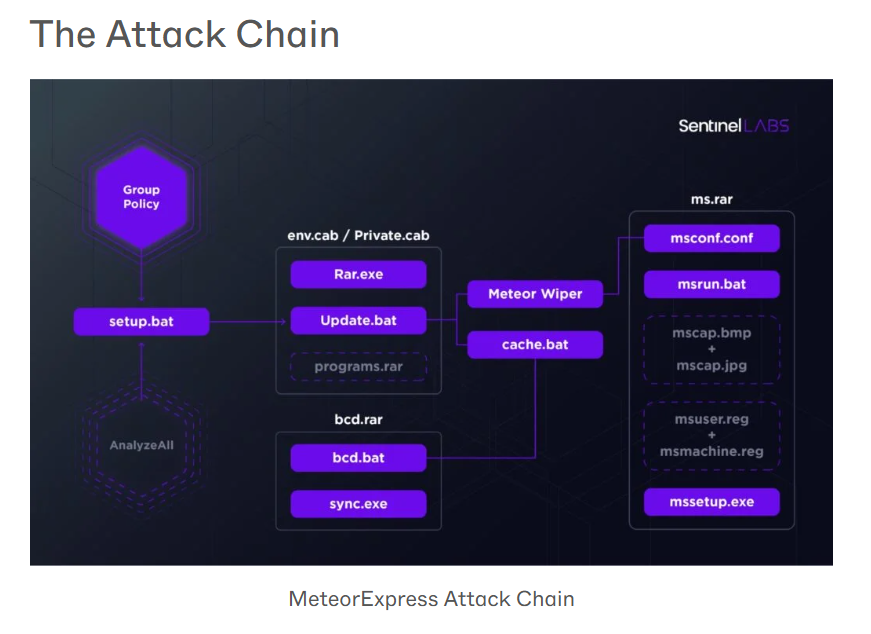 The Attack Chain
SentinelLABS
Group
Policy
setup.bat
AnalyzeAll
env.cab / Private.cab
Rar.exe
Update.bat
programs.rar
bcd.rar
bcd.bat
sync.exe
Meteor Wiper
cache.bat
ms.rar
msconf.conf
msrun.bat
mscap.bmp
+
mscap.jpg
msuser.reg
+
msmachine.reg
mssetup.exe
MeteorExpress Attack Chain